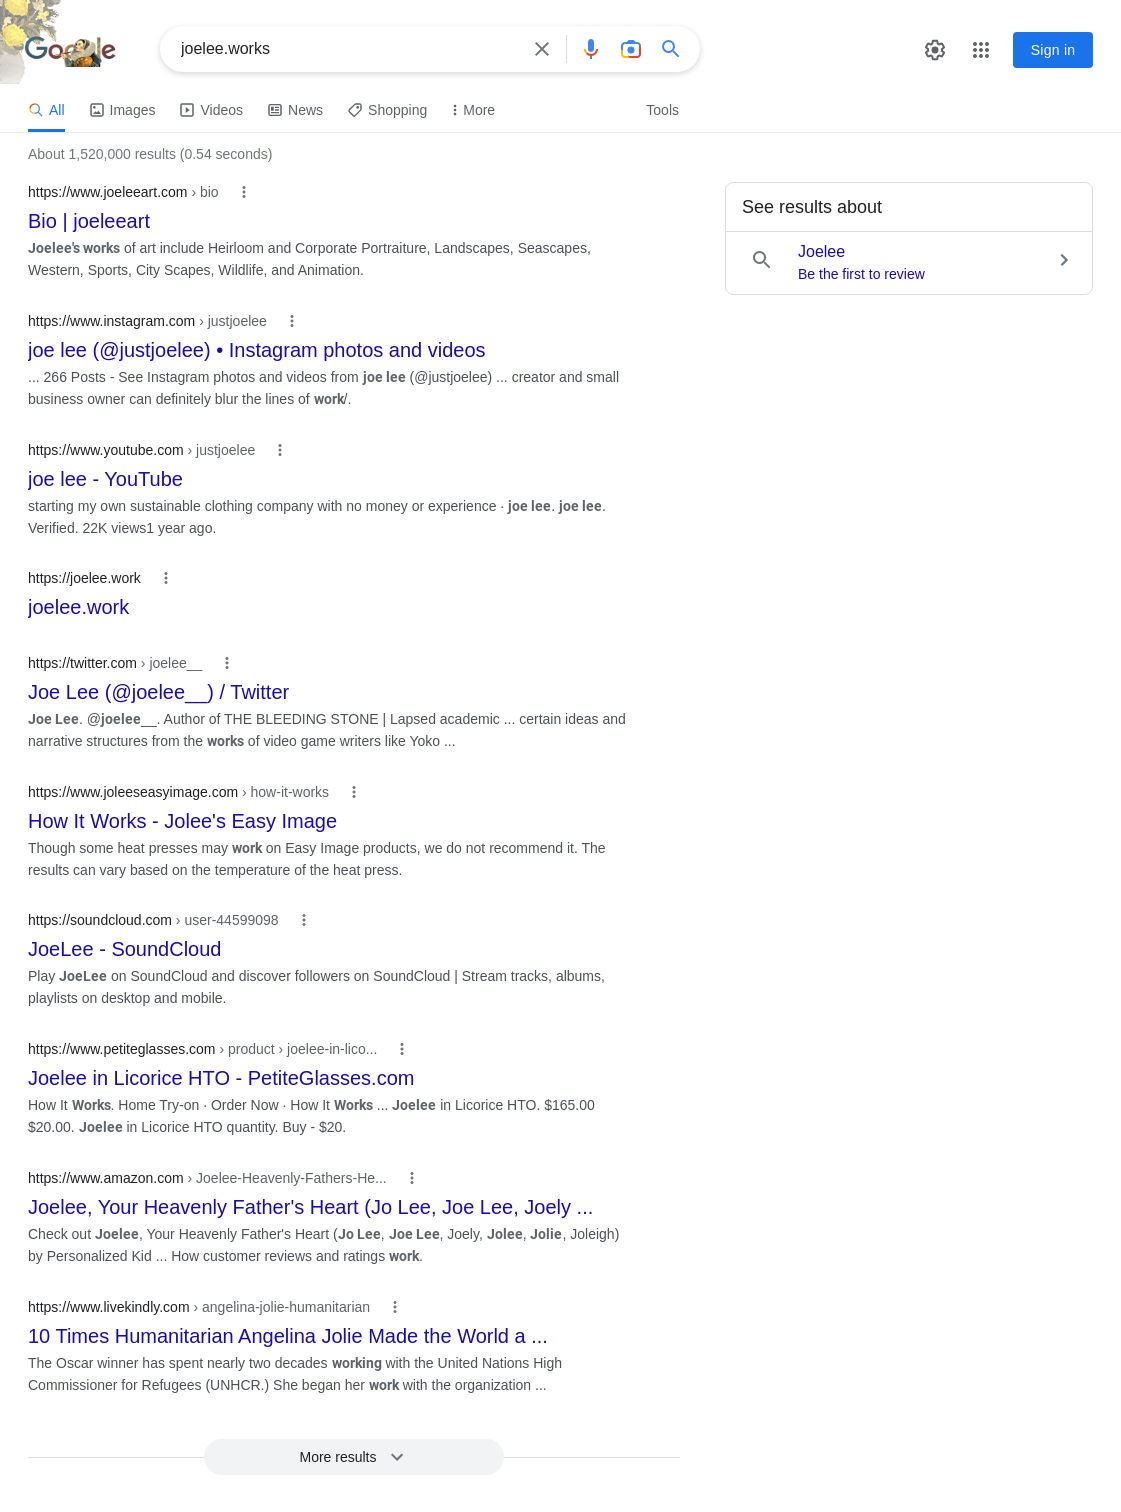 Google
joelee.works
Sign in
All
Images
Videos
News
Shopping
More
Tools
About 1,520,000 results (0.54 seconds)
https://www.joeleeart.com › bio
Bio | joeleeart
Joelee's works of art include Heirloom and Corporate Portraiture, Landscapes, Seascapes,
Western, Sports, City Scapes, Wildlife, and Animation.
See results about
Joelee
Be the first to review
https://www.instagram.com › justjoelee
joe lee (@justjoelee) • Instagram photos and videos
... 266 Posts - See Instagram photos and videos from joe lee (@justjoelee) ... creator and small
business owner can definitely blur the lines of work/.
https://www.youtube.com › justjoelee
joe lee - YouTube
starting my own sustainable clothing company with no money or experience · joe lee. joe lee.
Verified. 22K views1 year ago.
https://joelee.work
joelee.work
https://twitter.com › joelee__
Joe Lee (@joelee__) / Twitter
Joe Lee. @joelee__. Author of THE BLEEDING STONE | Lapsed academic ... certain ideas and
narrative structures from the works of video game writers like Yoko ...
https://www.joleeseasyimage.com › how-it-works
How It Works - Jolee's Easy Image
Though some heat presses may work on Easy Image products, we do not recommend it. The
results can vary based on the temperature of the heat press.
https://soundcloud.com › user-44599098
JoeLee - SoundCloud
Play JoeLee on SoundCloud and discover followers on SoundCloud | Stream tracks, albums,
playlists on desktop and mobile.
https://www.petiteglasses.com › product › joelee-in-lico...
Joelee in Licorice HTO - PetiteGlasses.com
How It Works. Home Try-on · Order Now · How It Works ... Joelee in Licorice HTO. $165.00
$20.00. Joelee in Licorice HTO quantity. Buy - $20.
https://www.amazon.com › Joelee-Heavenly-Fathers-He...
Joelee, Your Heavenly Father's Heart (Jo Lee, Joe Lee, Joely ...
Check out Joelee, Your Heavenly Father's Heart (Jo Lee, Joe Lee, Joely, Jolee, Jolie, Joleigh)
by Personalized Kid ... How customer reviews and ratings work.
https://www.livekindly.com › angelina-jolie-humanitarian
10 Times Humanitarian Angelina Jolie Made the World a ...
The Oscar winner has spent nearly two decades working with the United Nations High
Commissioner for Refugees (UNHCR.) She began her work with the organization ...
More results